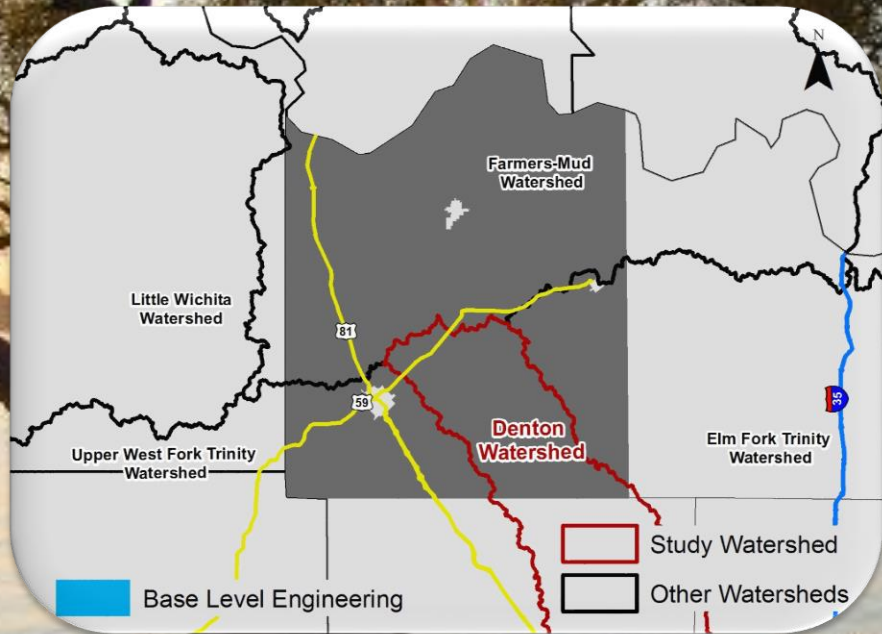 N
Farmers-Mud
Watershed
Little Wichita
Watershed
81
59
35
Denton
Watershed
Upper West Fork Trinity
Watershed
Elm Fork Trinity
Watershed
Study Watershed
Base Level Engineering
Other Watersheds